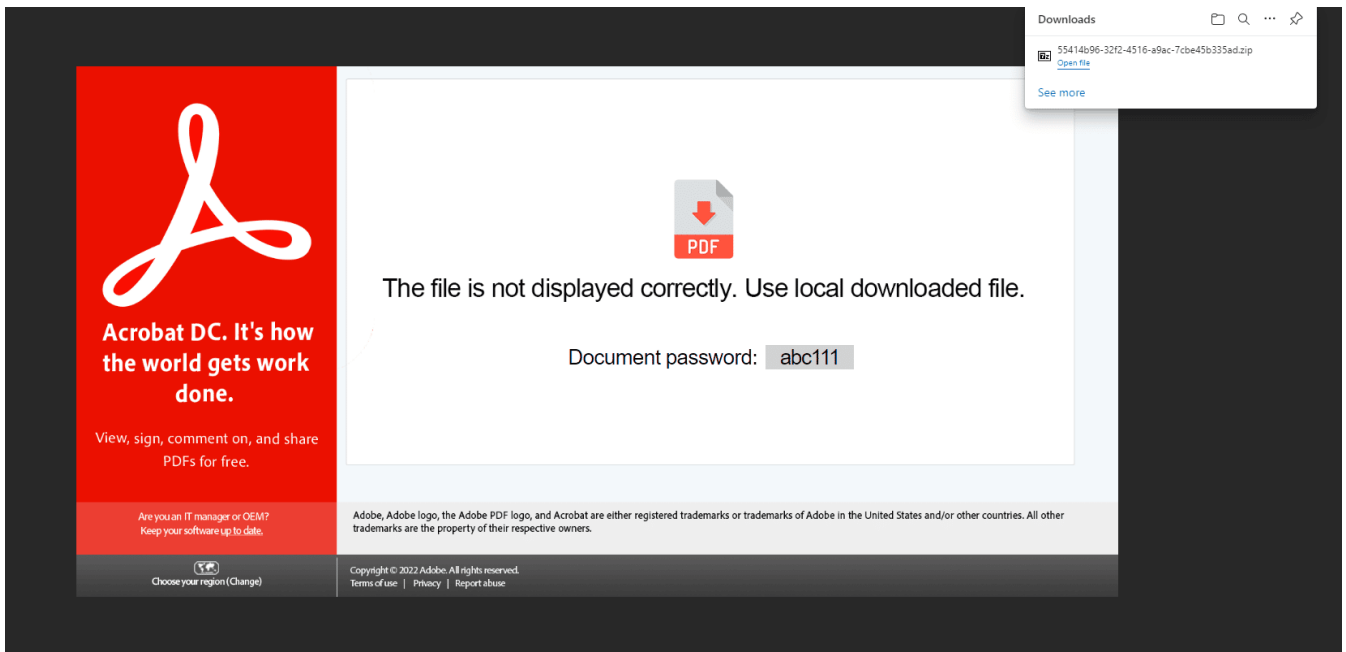 Downloads
55414b96-32f2-4516-a9ac-7cbe45b335ad.zip
Open file
See more
PDF
The file is not displayed correctly. Use local downloaded file.
Document password: abc111
Acrobat DC. It's how
the world gets work
done.
View, sign, comment on, and share
PDFs for free.
Are you an IT manager or OEM?
Keep your software up to date.
Adobe, Adobe logo, the Adobe PDF logo, and Acrobat are either registered trademarks or trademarks of Adobe in the United States and/or other countries. All other
trademarks are the property of their respective owners.
Choose your region (Change)
Copyright © 2022 Adobe. All rights reserved.
Terms of use | Privacy | Report abuse